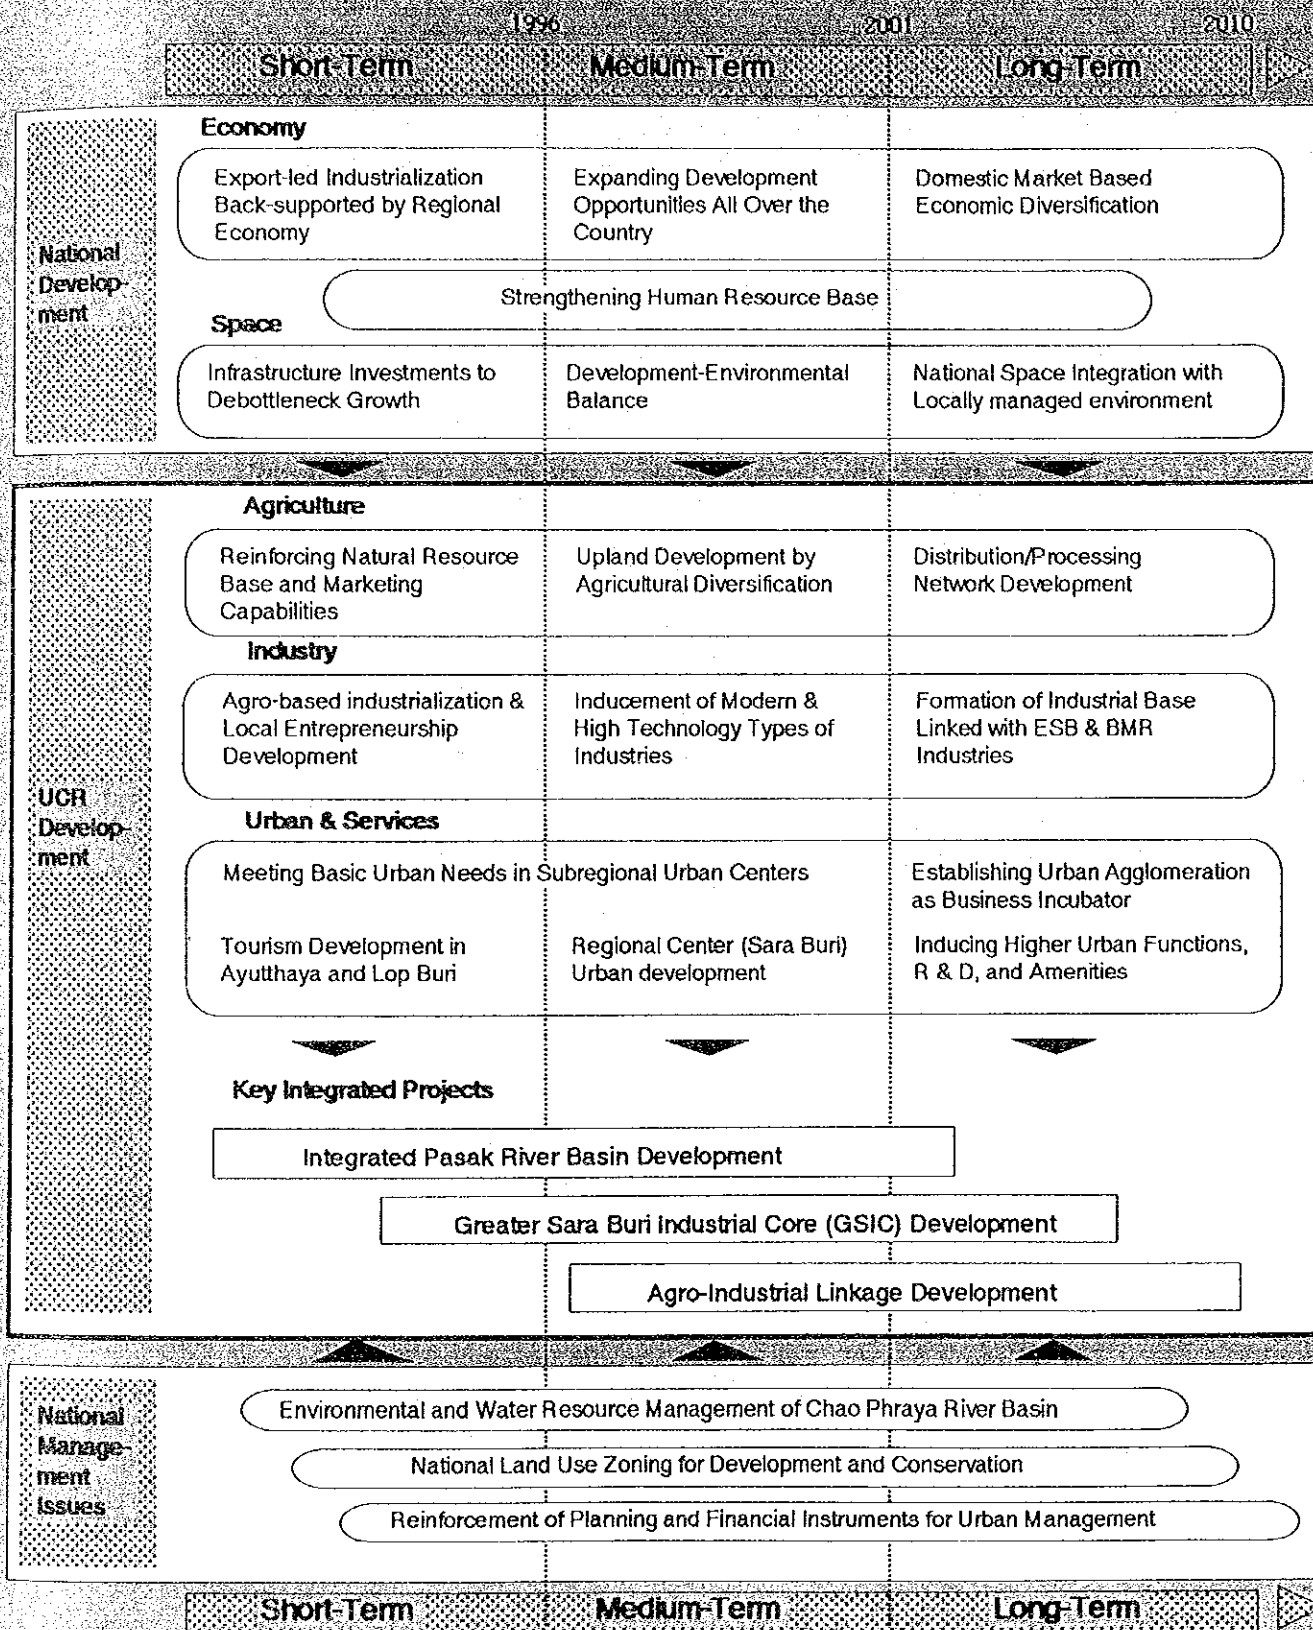 1996 2001 2010
Short-Term Medium-Term Long-Term
National
Develop-
ment
Economy
Export-led Industrialization
Back-supported by Regional
Economy
Expanding Development
Opportunities All Over the
Country
Domestic Market Based
Economic Diversification
Strengthening Human Resource Base
Space
Infrastructure Investments to
Debottleneck Growth
Development-Environmental
Balance
National Space Integration with
Locally managed environment
UCR
Develop-
ment
Agriculture
Reinforcing Natural Resource
Base and Marketing
Capabilities
Upland Development by
Agricultural Diversification
Distribution/Processing
Network Development
Industry
Agro-based industrialization &
Local Entrepreneurship
Development
Inducement of Modern &
High Technology Types of
Industries
Formation of Industrial Base
Linked with ESB & BMR
Industries
Urban & Services
Meeting Basic Urban Needs in Subregional Urban Centers
Establishing Urban Agglomeration
as Business Incubator
Tourism Development in
Ayutthaya and Lop Buri
Regional Center (Sara Buri)
Urban development
Inducing Higher Urban Functions,
R & D, and Amenities
Key Integrated Projects
Integrated Pasak River Basin Development
Greater Sara Buri Industrial Core (GSIC) Development
Agro-Industrial Linkage Development
National
Manage-
ment
Issues
Environmental and Water Resource Management of Chao Phraya River Basin
National Land Use Zoning for Development and Conservation
Reinforcement of Planning and Financial Instruments for Urban Management
Short-Term Medium-Term Long-Term